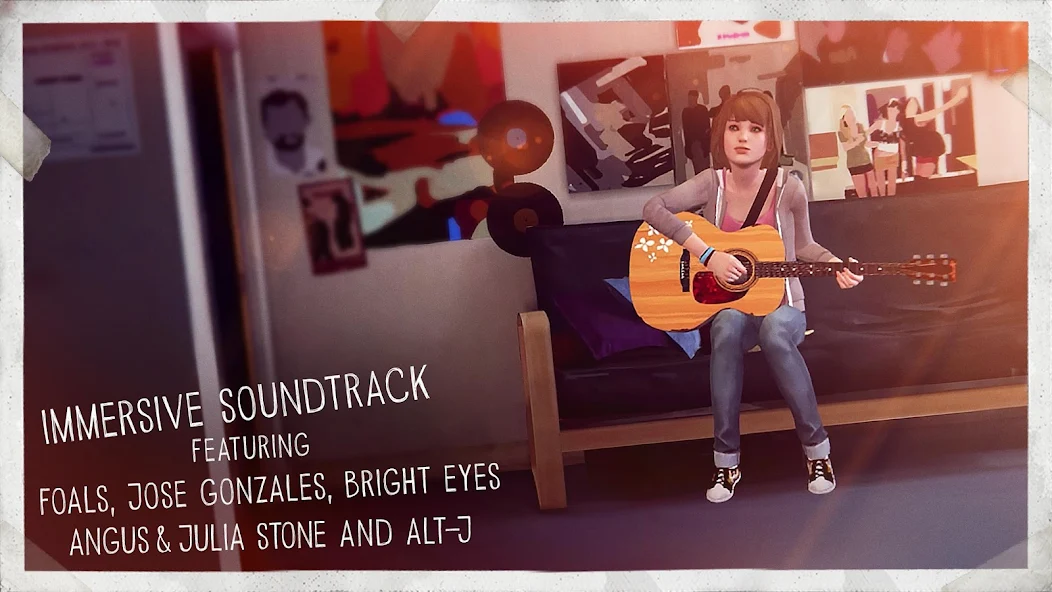 IMMERSIVE SOUNDTRACK
FEATURING
FOALS, JOSE GONZALES, BRIGHT EYES
ANGUS & JULIA STONE AND ALT-J